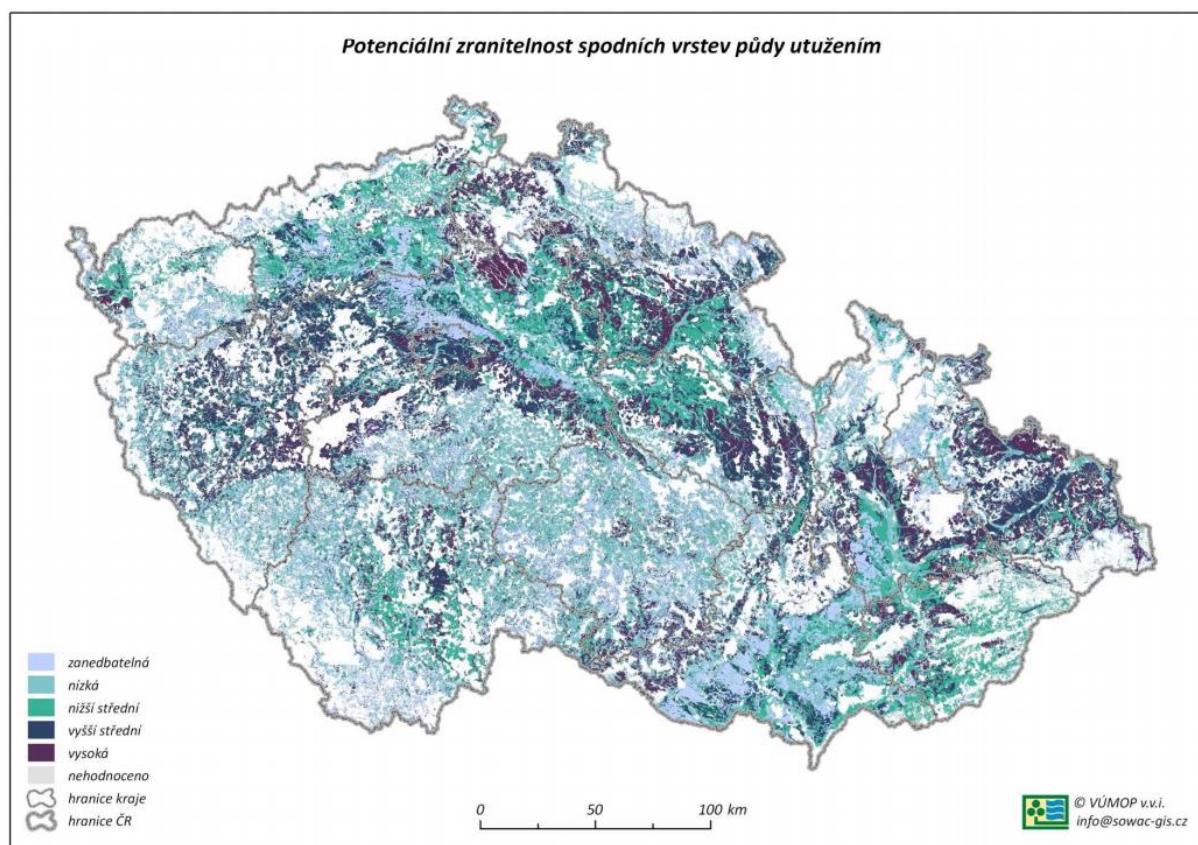 Potenciální zranitelnost spodních vrstev půdy utužením
zanedbatelná
nízká
nižší střední
vyšší střední
vysoká
nehodnoceno
hranice kraje
hranice ČR
0 50 100 km
© VÚMOP v.v.i.
info@sowac-gis.cz